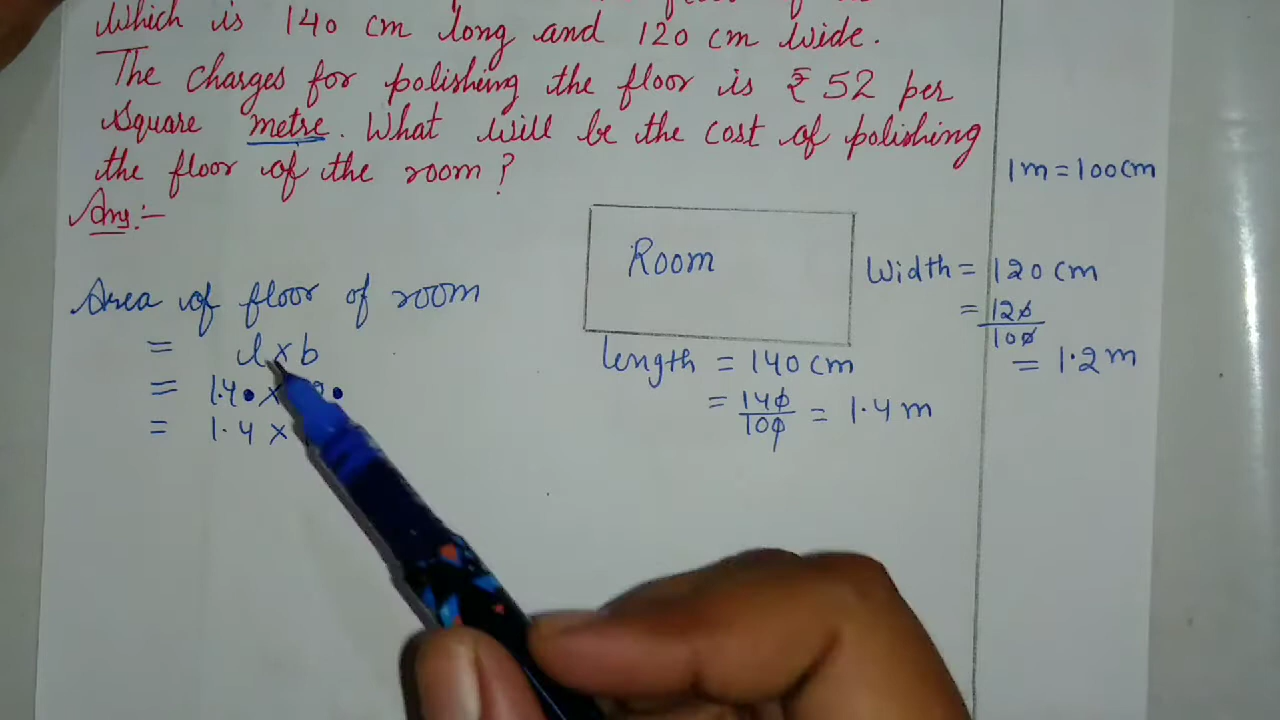 Which is 140 cm long and 120 cm wide.
The charges for polishing the floor is ₹ 52 per
square metre. What will be the cost of polishing
the floor of the room?
Ans:-
1m = 100cm
Room
Width = 120 cm
= 120/100
= 1.2 m
length = 140 cm
= 140/100 = 1.4 m
Area of floor of room
= l × b
= 1.4 ×
= 1.4 ×